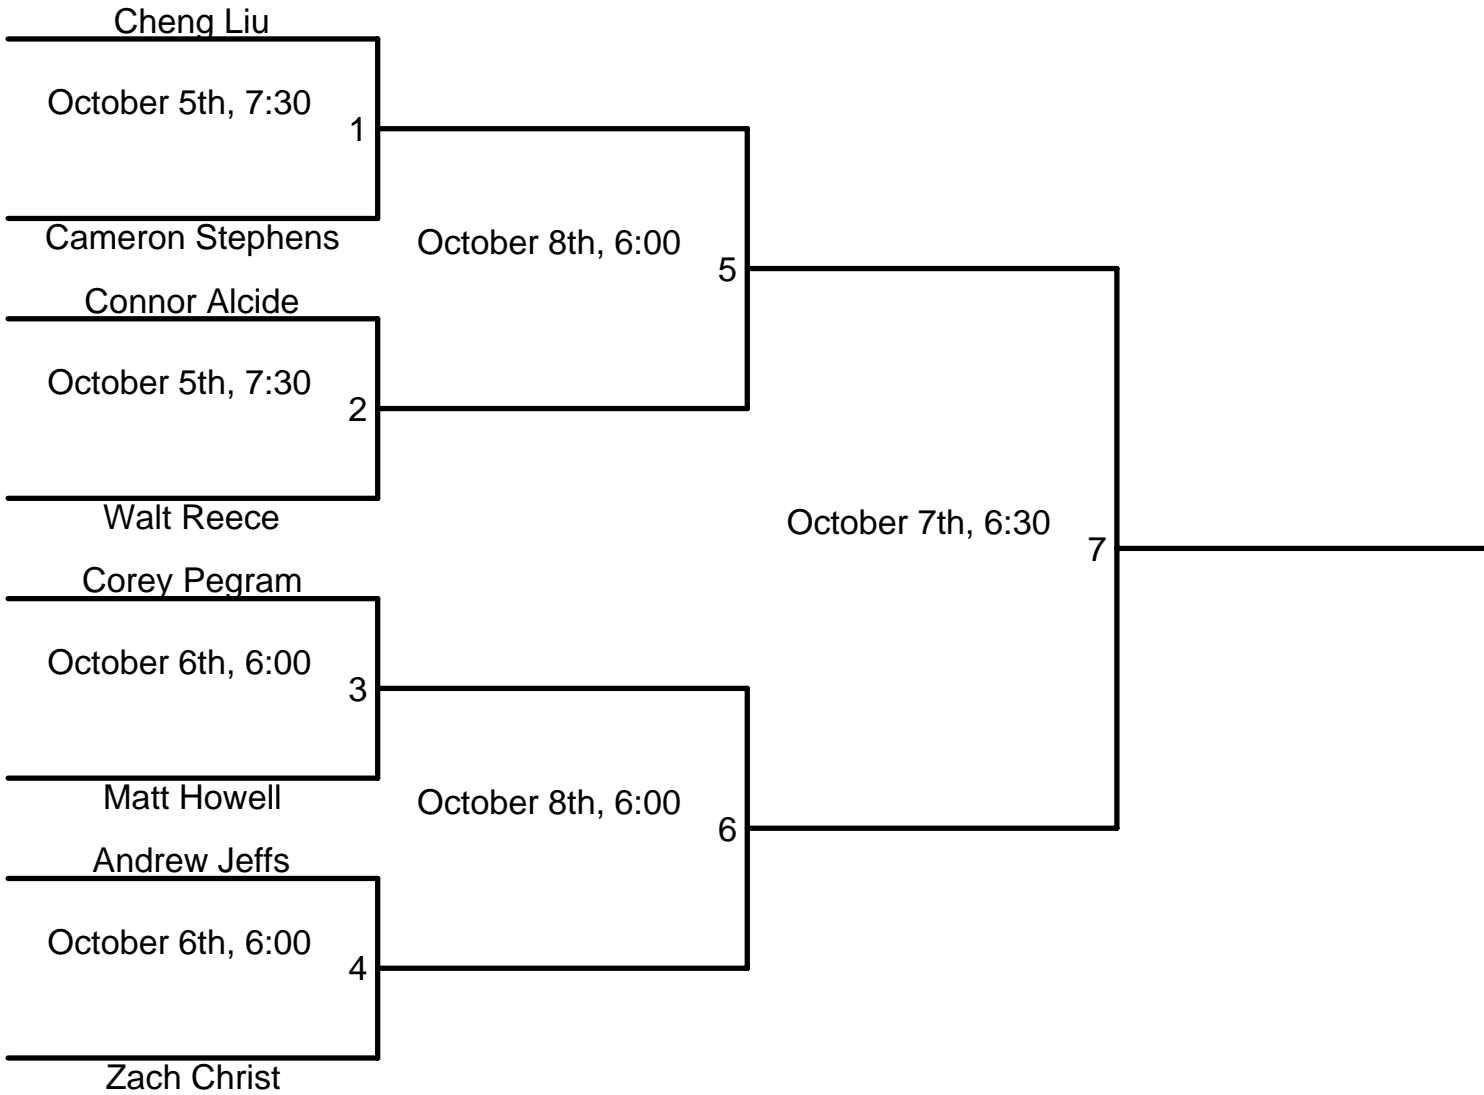 Cheng Liu
October 5th, 7:30
1
Cameron Stephens
October 8th, 6:00
5
Connor Alcide
October 5th, 7:30
2
Walt Reece
October 7th, 6:30
7
Corey Pegram
October 6th, 6:00
3
Matt Howell
October 8th, 6:00
6
Andrew Jeffs
October 6th, 6:00
4
Zach Christ